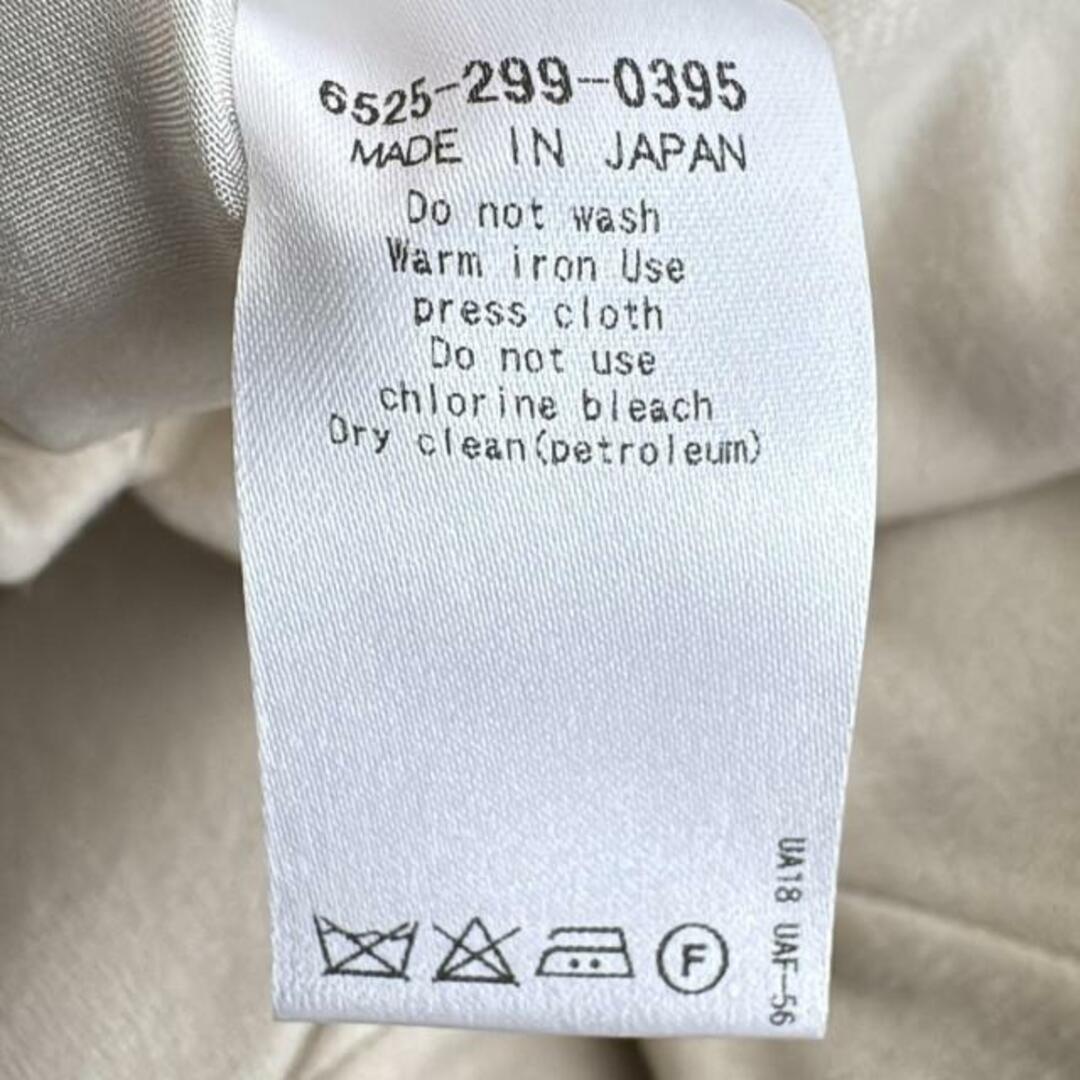 6525-299-0395
MADE IN JAPAN
Do not wash
Warm iron Use
press cloth
Do not use
chlorine bleach
Dry clean(petroleum)
UA18 UAF-56
F